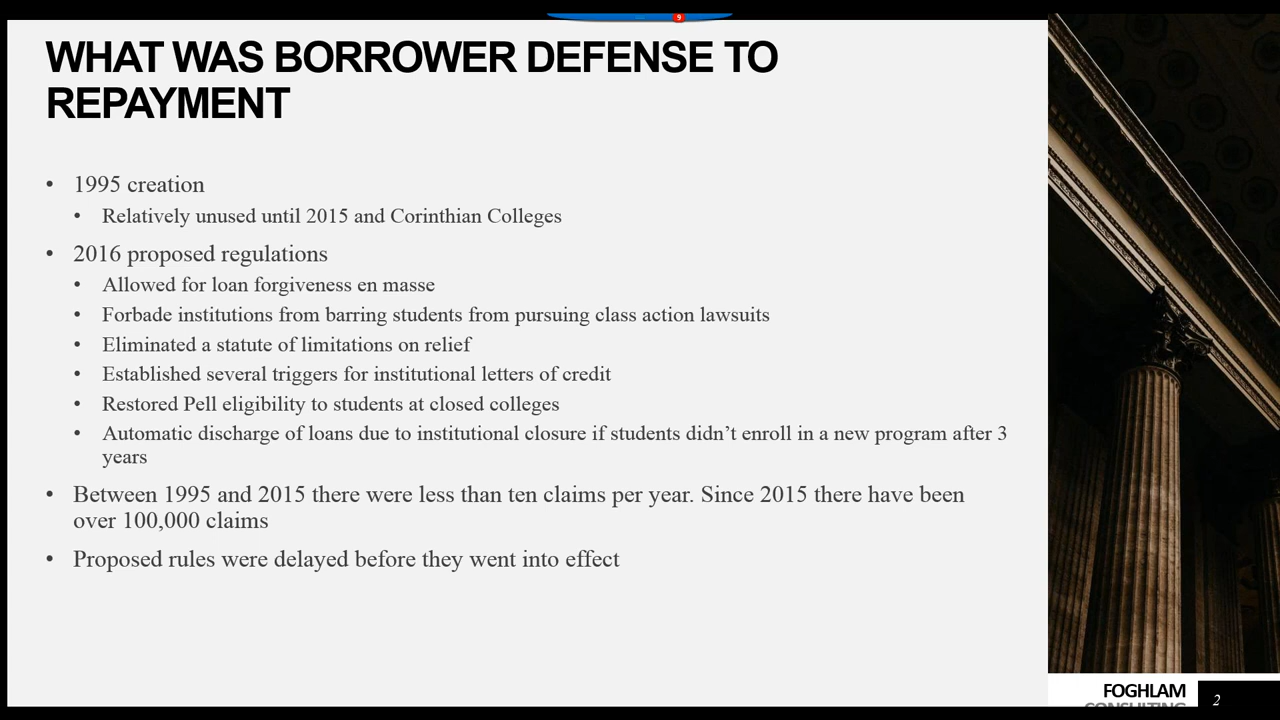 9
WHAT WAS BORROWER DEFENSE TO
REPAYMENT
• 1995 creation
• Relatively unused until 2015 and Corinthian Colleges
• 2016 proposed regulations
• Allowed for loan forgiveness en masse
• Forbade institutions from barring students from pursuing class action lawsuits
• Eliminated a statute of limitations on relief
• Established several triggers for institutional letters of credit
• Restored Pell eligibility to students at closed colleges
• Automatic discharge of loans due to institutional closure if students didn’t enroll in a new program after 3
years
• Between 1995 and 2015 there were less than ten claims per year. Since 2015 there have been
over 100,000 claims
• Proposed rules were delayed before they went into effect
FOGHLAM
CONSULTING
2